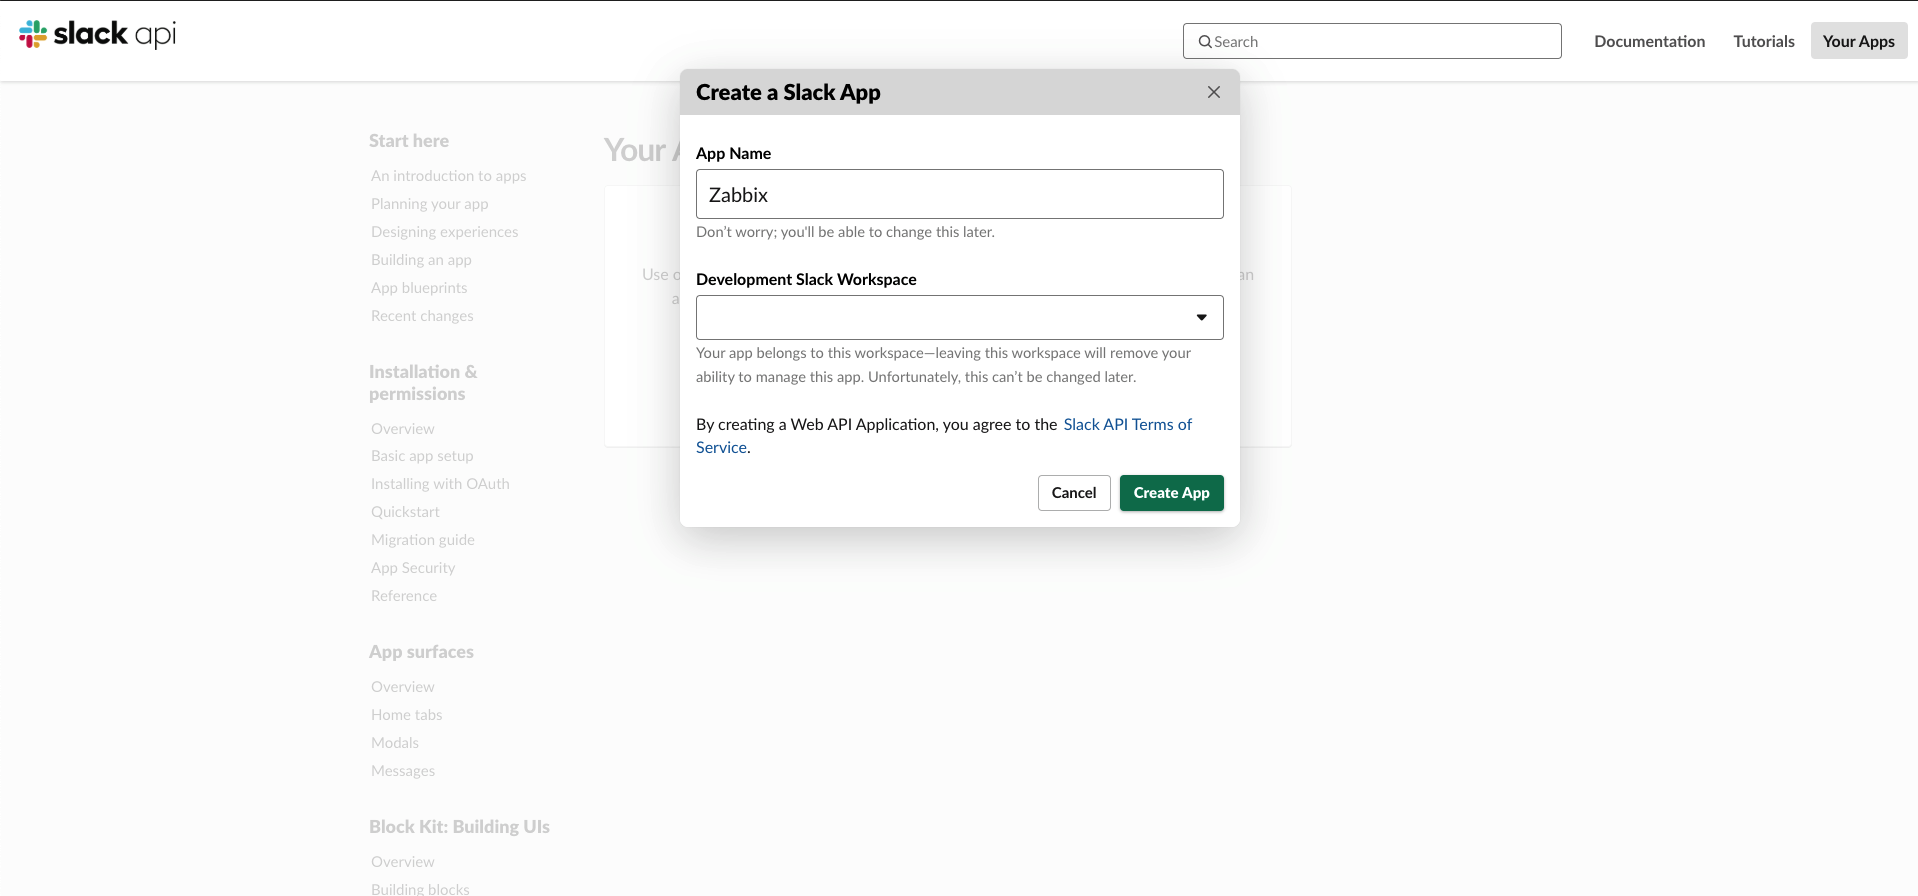 slack api
Search
Documentation
Tutorials
Your Apps
Create a Slack App
App Name
Zabbix
Don’t worry; you'll be able to change this later.
Development Slack Workspace
Your app belongs to this workspace—leaving this workspace will remove your
ability to manage this app. Unfortunately, this can’t be changed later.
By creating a Web API Application, you agree to the Slack API Terms of
Service.
Cancel
Create App
Start here
An introduction to apps
Planning your app
Designing experiences
Building an app
App blueprints
Recent changes
Installation &
permissions
Overview
Basic app setup
Installing with OAuth
Quickstart
Migration guide
App Security
Reference
App surfaces
Overview
Home tabs
Modals
Messages
Block Kit: Building UIs
Overview
Building blocks
Your
Use